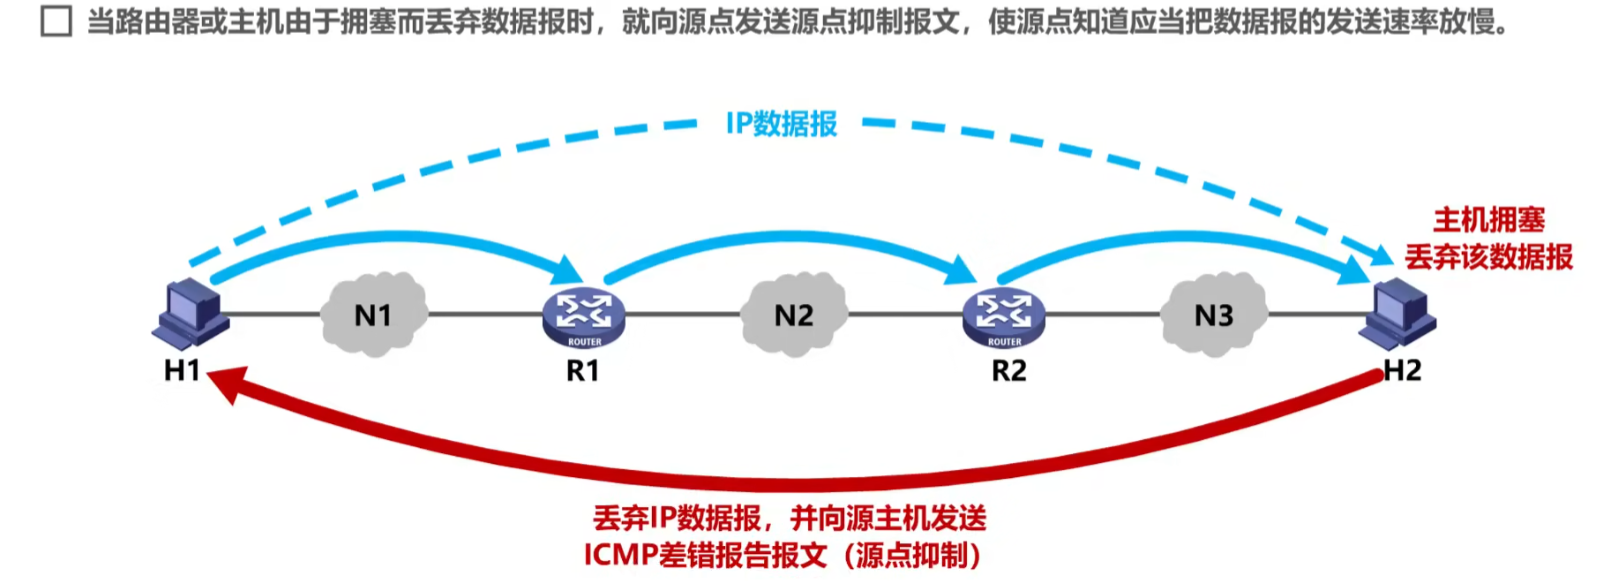 当路由器或主机由于拥塞而丢弃数据报时，就向源点发送源点抑制报文，使源点知道应当把数据报的发送速率放慢。
IP数据报
主机拥塞
丢弃该数据报
N1
N2
N3
ROUTER
ROUTER
H1
R1
R2
H2
丢弃IP数据报，并向源主机发送
ICMP差错报告报文（源点抑制）